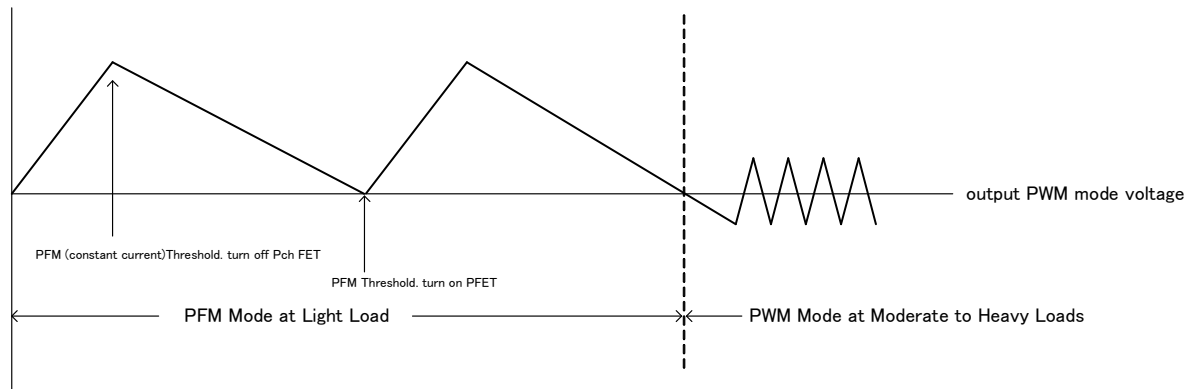 output PWM mode voltage
PFM (constant current)Threshold. turn off Pch FET
PFM Threshold. turn on PFET
PFM Mode at Light Load
PWM Mode at Moderate to Heavy Loads